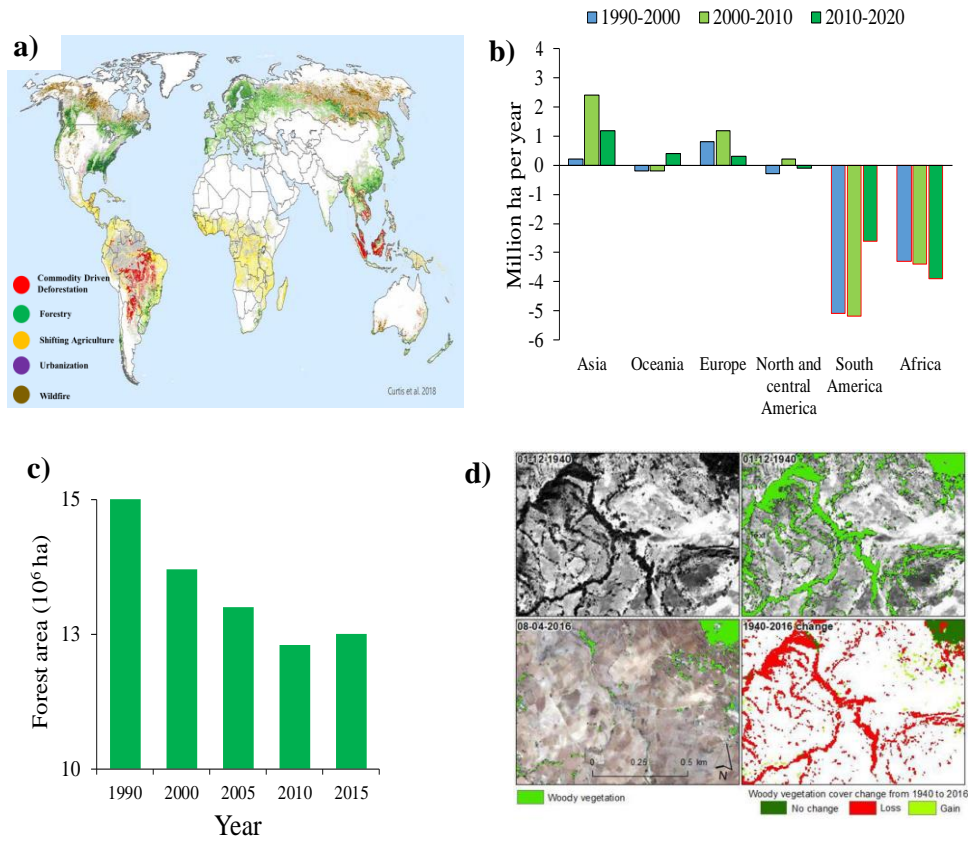 a)
Commodity Driven
Deforestation
Forestry
Shifting Agriculture
Urbanization
Wildfire
Curtis et al. 2018
b)
1990-2000 2000-2010 2010-2020
Million ha per year
4
3
2
1
0
-1
-2
-3
-4
-5
-6
Asia Oceania Europe North and central America South America Africa
c)
Forest area (10⁶ ha)
15
13
10
1990 2000 2005 2010 2015
Year
d)
01-12-1940
01-12-1940
08-04-2016
1940-2016 change
0 0.25 0.5 km
N
Woody vegetation
Woody vegetation cover change from 1940 to 2016
No change Loss Gain